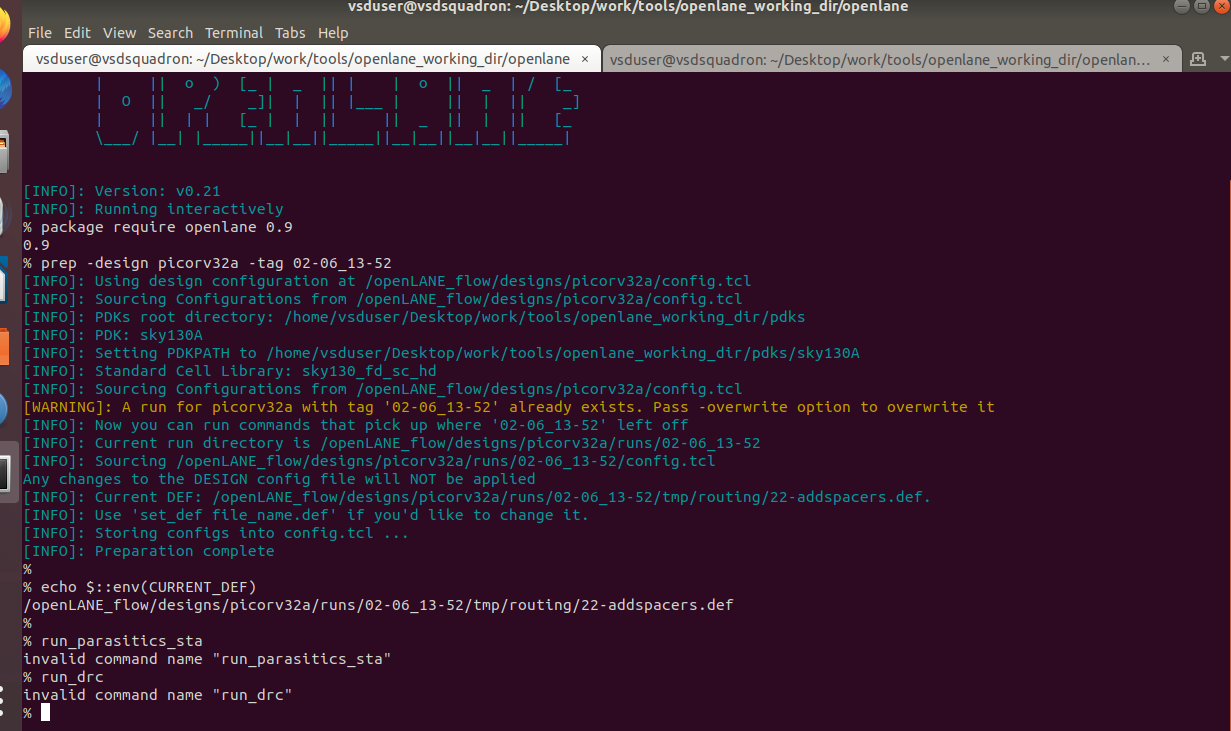 vsduser@vsdsquadron: ~/Desktop/work/tools/openlane_working_dir/openlane
File Edit View Search Terminal Tabs Help
vsduser@vsdsquadron: ~/Desktop/work/tools/openlane_working_dir/openlane × vsduser@vsdsquadron: ~/Desktop/work/tools/openlane_working_dir/openlan... ×
[INFO]: Version: v0.21
[INFO]: Running interactively
% package require openlane 0.9
0.9
% prep -design picorv32a -tag 02-06_13-52
[INFO]: Using design configuration at /openLANE_flow/designs/picorv32a/config.tcl
[INFO]: Sourcing Configurations from /openLANE_flow/designs/picorv32a/config.tcl
[INFO]: PDKs root directory: /home/vsduser/Desktop/work/tools/openlane_working_dir/pdks
[INFO]: PDK: sky130A
[INFO]: Setting PDKPATH to /home/vsduser/Desktop/work/tools/openlane_working_dir/pdks/sky130A
[INFO]: Standard Cell Library: sky130_fd_sc_hd
[INFO]: Sourcing Configurations from /openLANE_flow/designs/picorv32a/config.tcl
[WARNING]: A run for picorv32a with tag '02-06_13-52' already exists. Pass -overwrite option to overwrite it
[INFO]: Now you can run commands that pick up where '02-06_13-52' left off
[INFO]: Current run directory is /openLANE_flow/designs/picorv32a/runs/02-06_13-52
[INFO]: Sourcing /openLANE_flow/designs/picorv32a/runs/02-06_13-52/config.tcl
Any changes to the DESIGN config file will NOT be applied
[INFO]: Current DEF: /openLANE_flow/designs/picorv32a/runs/02-06_13-52/tmp/routing/22-addspacers.def.
[INFO]: Use 'set_def file_name.def' if you'd like to change it.
[INFO]: Storing configs into config.tcl ...
[INFO]: Preparation complete
%
% echo $::env(CURRENT_DEF)
/openLANE_flow/designs/picorv32a/runs/02-06_13-52/tmp/routing/22-addspacers.def
%
% run_parasitics_sta
invalid command name "run_parasitics_sta"
% run_drc
invalid command name "run_drc"
%